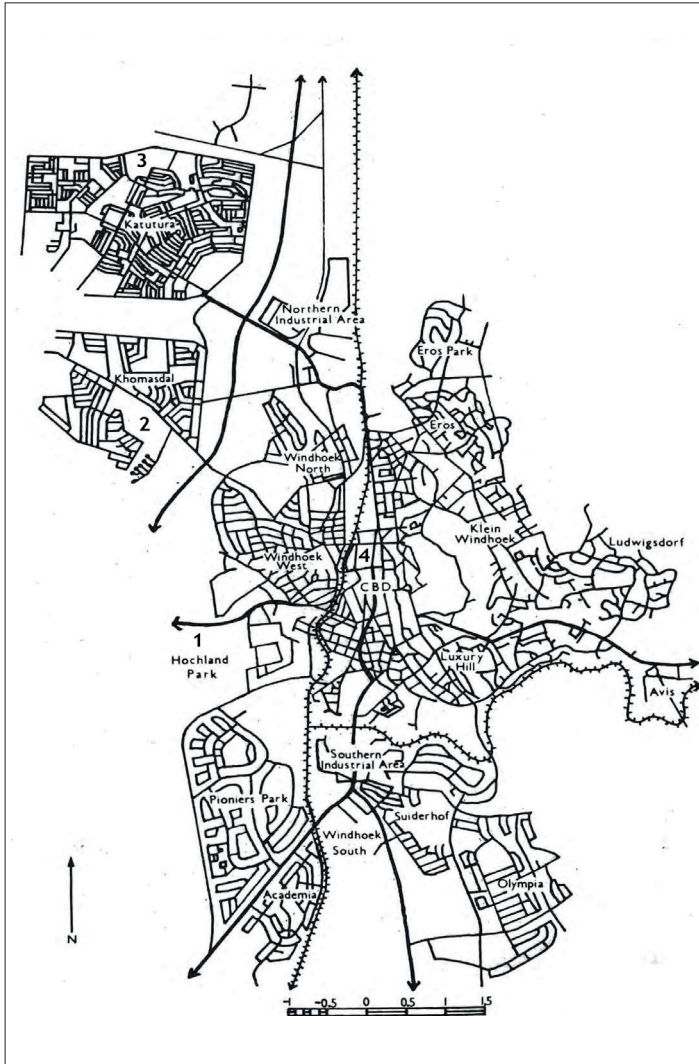 3
Katutura
Northern
Industrial Area
Eros Park
Khomasdal
2
Eros
Windhoek
North
Klein
Windhoek
Ludwigsdorf
4
Windhoek
West
CBD
1
Hochland
Park
Luxury
Hill
Avis
Southern
Industrial Area
Pioniers Park
Suiderhof
Windhoek
South
Olympia
Academia
N
-1 -0.5 0 0.5 1 1.5